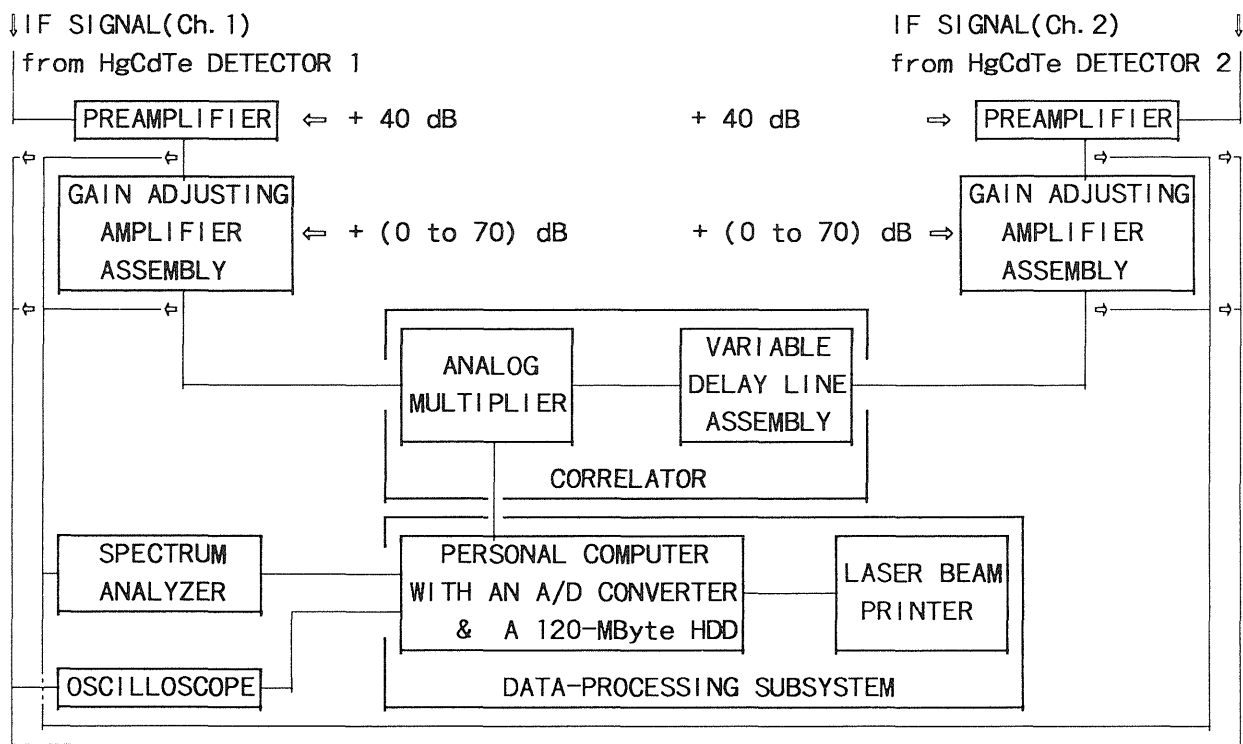 ⇓IF SIGNAL(Ch.1)
from HgCdTe DETECTOR 1
IF SIGNAL(Ch.2) ⇓
from HgCdTe DETECTOR 2
PREAMPLIFIER ⇐ + 40 dB
+ 40 dB ⇒ PREAMPLIFIER
GAIN ADJUSTING
AMPLIFIER
ASSEMBLY
⇐ + (0 to 70) dB
+ (0 to 70) dB ⇒
GAIN ADJUSTING
AMPLIFIER
ASSEMBLY
ANALOG
MULTIPLIER
VARIABLE
DELAY LINE
ASSEMBLY
CORRELATOR
SPECTRUM
ANALYZER
PERSONAL COMPUTER
WITH AN A/D CONVERTER
& A 120-MByte HDD
LASER BEAM
PRINTER
OSCILLOSCOPE
DATA-PROCESSING SUBSYSTEM